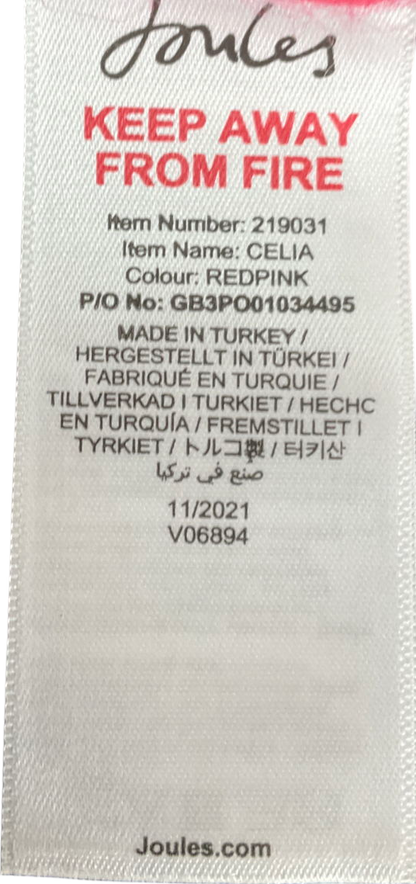 Joules
KEEP AWAY
FROM FIRE
Item Number: 219031
Item Name: CELIA
Colour: REDPINK
P/O No: GB3PO01034495
MADE IN TURKEY /
HERGESTELLT IN TÜRKEI /
FABRIQUÉ EN TURQUIE /
TILLVERKAD I TURKIET / HECHC
EN TURQUÍA / FREMSTILLET I
TYRKIET / トルコ製 / 터키산
صنع في تركيا
11/2021
V06894
Joules.com